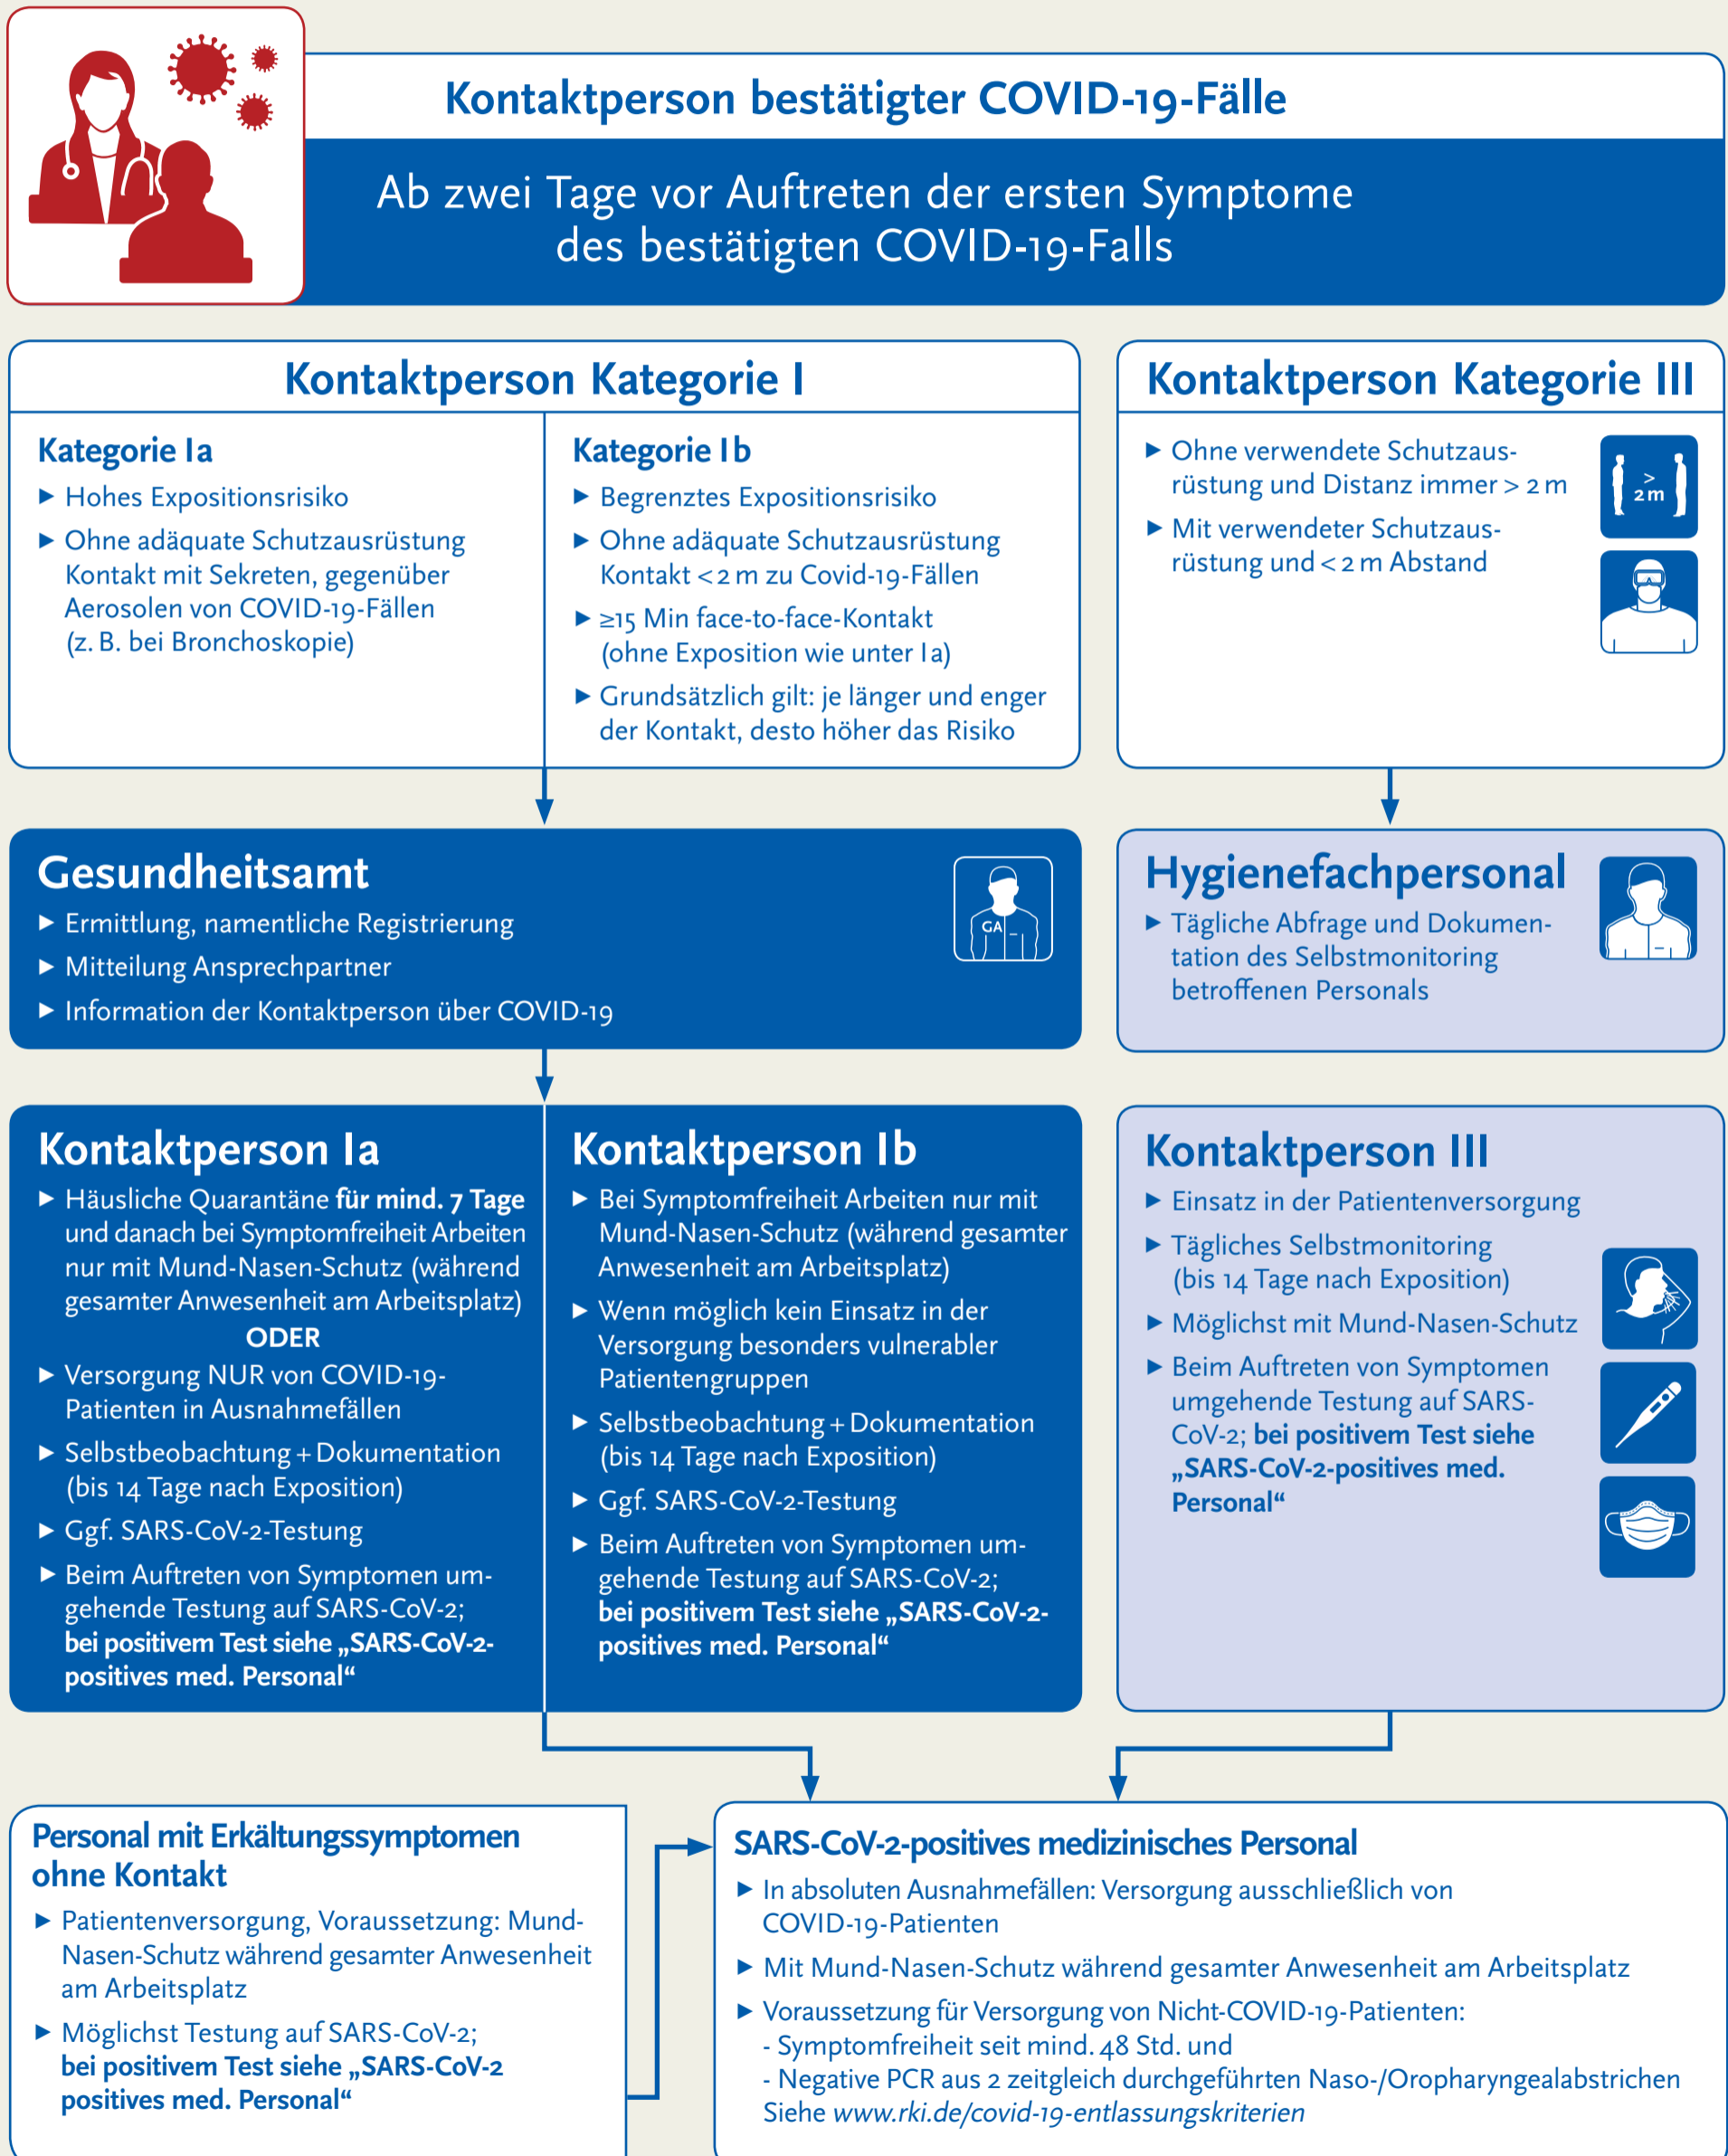 Kontaktperson bestätigter COVID-19-Fälle
Ab zwei Tage vor Auftreten der ersten Symptome
des bestätigten COVID-19-Falls
Kontaktperson Kategorie I
Kategorie Ia
► Hohes Expositionsrisiko
► Ohne adäquate Schutzausrüstung
Kontakt mit Sekreten, gegenüber
Aerosolen von COVID-19-Fällen
(z. B. bei Bronchoskopie)
Kategorie Ib
► Begrenztes Expositionsrisiko
► Ohne adäquate Schutzausrüstung
Kontakt < 2 m zu Covid-19-Fällen
► ≥15 Min face-to-face-Kontakt
(ohne Exposition wie unter Ia)
► Grundsätzlich gilt: je länger und enger
der Kontakt, desto höher das Risiko
Kontaktperson Kategorie III
► Ohne verwendete Schutzaus-
rüstung und Distanz immer > 2 m
► Mit verwendeter Schutzaus-
rüstung und < 2 m Abstand
>
2 m
Gesundheitsamt
► Ermittlung, namentliche Registrierung
► Mitteilung Ansprechpartner
► Information der Kontaktperson über COVID-19
GA
Hygienefachpersonal
► Tägliche Abfrage und Dokumen-
tation des Selbstmonitoring
betroffenen Personals
Kontaktperson Ia
► Häusliche Quarantäne für mind. 7 Tage
und danach bei Symptomfreiheit Arbeiten
nur mit Mund-Nasen-Schutz (während
gesamter Anwesenheit am Arbeitsplatz)
ODER
► Versorgung NUR von COVID-19-
Patienten in Ausnahmefällen
► Selbstbeobachtung + Dokumentation
(bis 14 Tage nach Exposition)
► Ggf. SARS-CoV-2-Testung
► Beim Auftreten von Symptomen um-
gehende Testung auf SARS-CoV-2;
bei positivem Test siehe „SARS-CoV-2-
positives med. Personal“
Kontaktperson Ib
► Bei Symptomfreiheit Arbeiten nur mit
Mund-Nasen-Schutz (während gesamter
Anwesenheit am Arbeitsplatz)
► Wenn möglich kein Einsatz in der
Versorgung besonders vulnerabler
Patientengruppen
► Selbstbeobachtung + Dokumentation
(bis 14 Tage nach Exposition)
► Ggf. SARS-CoV-2-Testung
► Beim Auftreten von Symptomen um-
gehende Testung auf SARS-CoV-2;
bei positivem Test siehe „SARS-CoV-2-
positives med. Personal“
Kontaktperson III
► Einsatz in der Patientenversorgung
► Tägliches Selbstmonitoring
(bis 14 Tage nach Exposition)
► Möglichst mit Mund-Nasen-Schutz
► Beim Auftreten von Symptomen
umgehende Testung auf SARS-
CoV-2; bei positivem Test siehe
„SARS-CoV-2-positives med.
Personal“
Personal mit Erkältungssymptomen
ohne Kontakt
► Patientenversorgung, Voraussetzung: Mund-
Nasen-Schutz während gesamter Anwesenheit
am Arbeitsplatz
► Möglichst Testung auf SARS-CoV-2;
bei positivem Test siehe „SARS-CoV-2
positives med. Personal“
SARS-CoV-2-positives medizinisches Personal
► In absoluten Ausnahmefällen: Versorgung ausschließlich von
COVID-19-Patienten
► Mit Mund-Nasen-Schutz während gesamter Anwesenheit am Arbeitsplatz
► Voraussetzung für Versorgung von Nicht-COVID-19-Patienten:
- Symptomfreiheit seit mind. 48 Std. und
- Negative PCR aus 2 zeitgleich durchgeführten Naso-/Oropharyngealabstrichen
Siehe www.rki.de/covid-19-entlassungskriterien